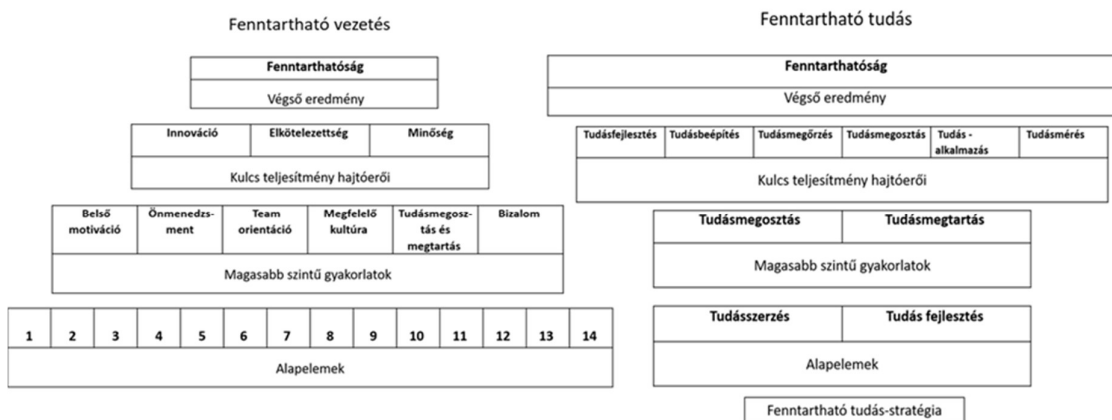 Fenntartható vezetés
Fenntarthatóság
Végső eredmény
Innováció
Elkötelezettség
Minőség
Kulcs teljesítmény hajtóerői
Belső
motiváció
Önmenedzs-
ment
Team
orientáció
Megfelelő
kultúra
Tudásmegosz-
tás és
megtartás
Bizalom
Magasabb szintű gyakorlatok
1 2 3 4 5 6 7 8 9 10 11 12 13 14
Alapelemek
Fenntartható tudás
Fenntarthatóság
Végső eredmény
Tudásfejlesztés
Tudásbeépítés
Tudásmegőrzés
Tudásmegosztás
Tudás -
alkalmazás
Tudásmérés
Kulcs teljesítmény hajtóerői
Tudásmegosztás
Tudásmegtartás
Magasabb szintű gyakorlatok
Tudásszerzés
Tudás fejlesztés
Alapelemek
Fenntartható tudás-stratégia